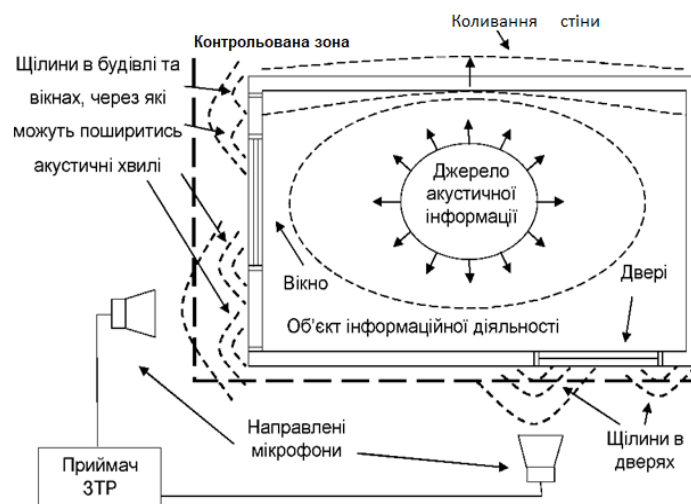 Коливання стіни
Контрольована зона
Щілини в будівлі та
вікнах, через які
можуть поширитись
акустичні хвилі
Джерело
акустичної
інформації
Вікно
Двері
Об'єкт інформаційної діяльності
Направлені
мікрофони
Щілини в
дверях
Приймач
ЗТР